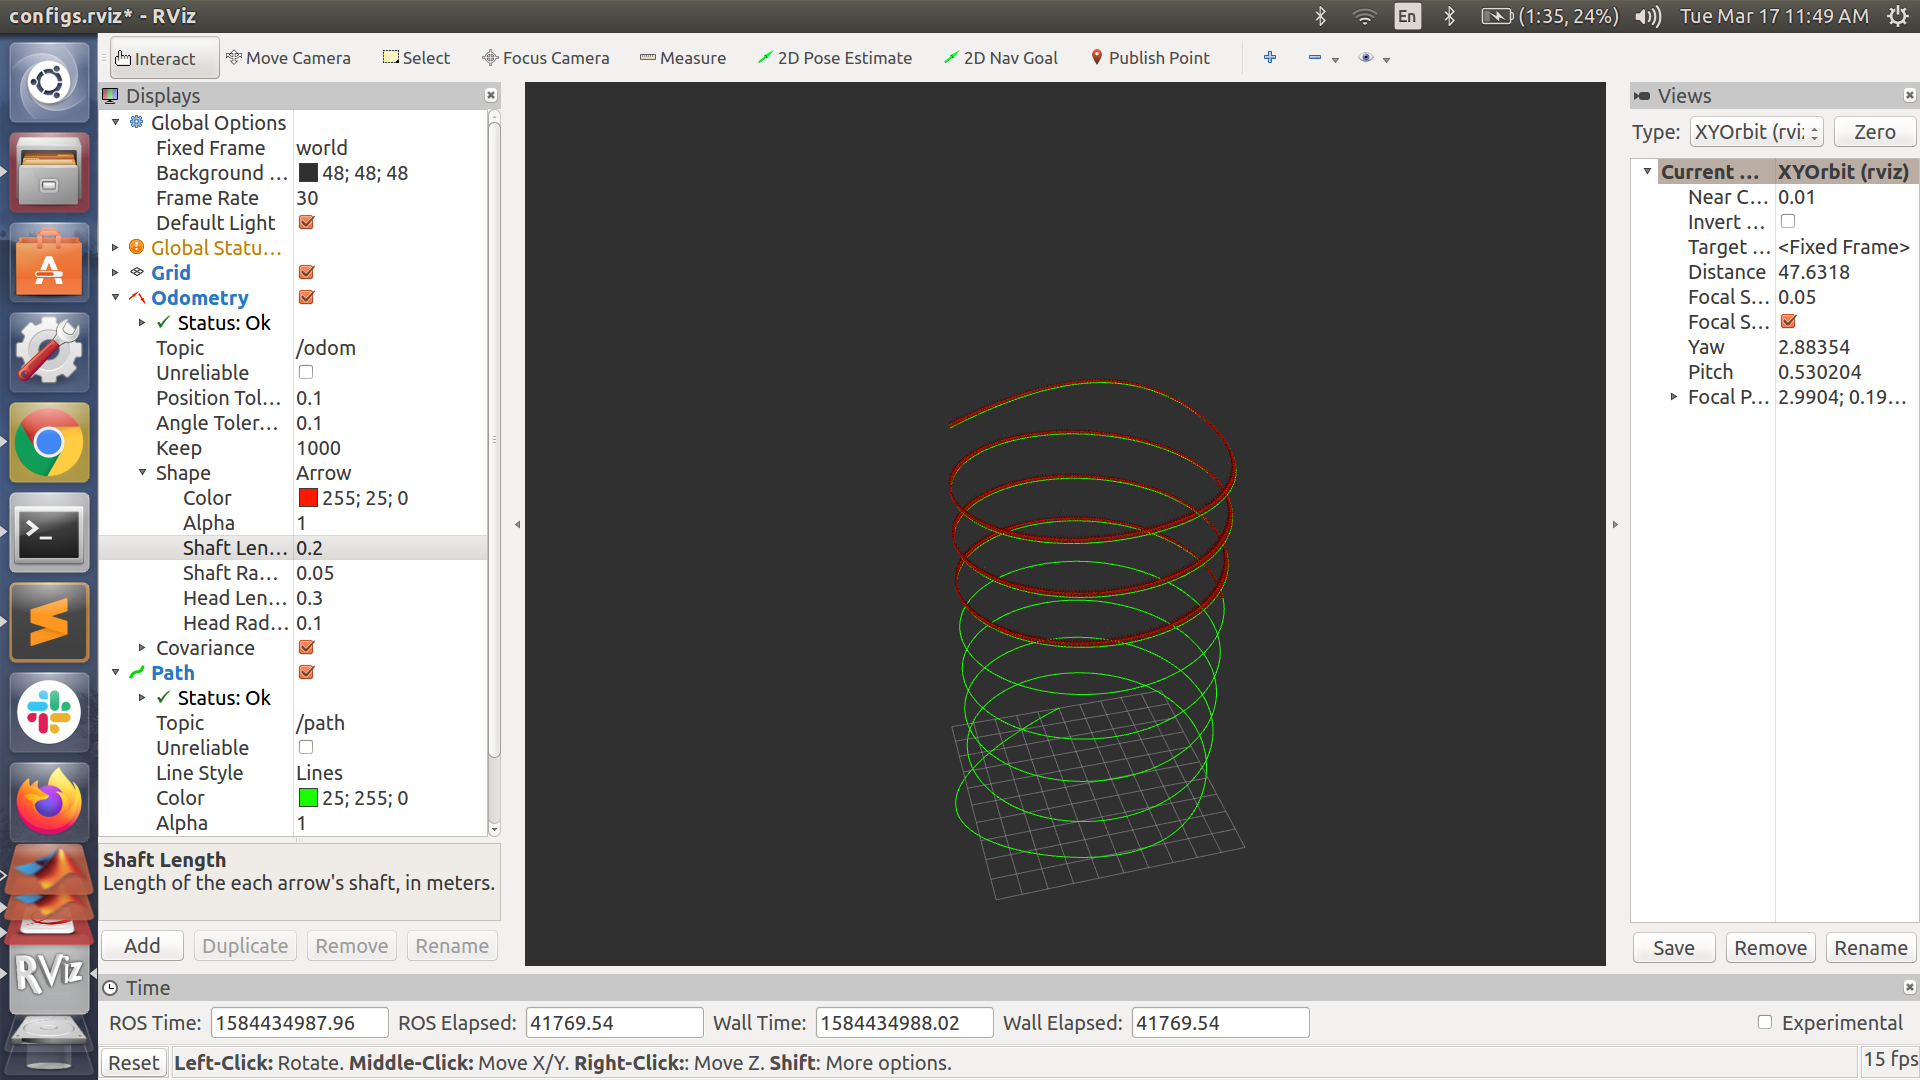 configs.rviz* - RViz
En
(1:35, 24%)
Tue Mar 17 11:49 AM
Interact
Move Camera
Select
Focus Camera
Measure
2D Pose Estimate
2D Nav Goal
Publish Point
Displays
Global Options
Fixed Frame world
Background ... 48; 48; 48
Frame Rate 30
Default Light
Global Statu...
Grid
Odometry
Status: Ok
Topic /odom
Unreliable
Position Tol... 0.1
Angle Toler... 0.1
Keep 1000
Shape Arrow
Color 255; 25; 0
Alpha 1
Shaft Len... 0.2
Shaft Ra... 0.05
Head Len... 0.3
Head Rad... 0.1
Covariance
Path
Status: Ok
Topic /path
Unreliable
Line Style Lines
Color 25; 255; 0
Alpha 1
Shaft Length
Length of the each arrow's shaft, in meters.
Add
Duplicate
Remove
Rename
Views
Type: XYOrbit (rvi: Zero
Current ... XYOrbit (rviz)
Near C... 0.01
Invert ...
Target ... <Fixed Frame>
Distance 47.6318
Focal S... 0.05
Focal S...
Yaw 2.88354
Pitch 0.530204
Focal P... 2.9904; 0.19...
Save
Remove
Rename
RViz
Time
ROS Time: 1584434987.96 ROS Elapsed: 41769.54 Wall Time: 1584434988.02 Wall Elapsed: 41769.54 Experimental
Reset Left-Click: Rotate. Middle-Click: Move X/Y. Right-Click:: Move Z. Shift: More options. 15 fps